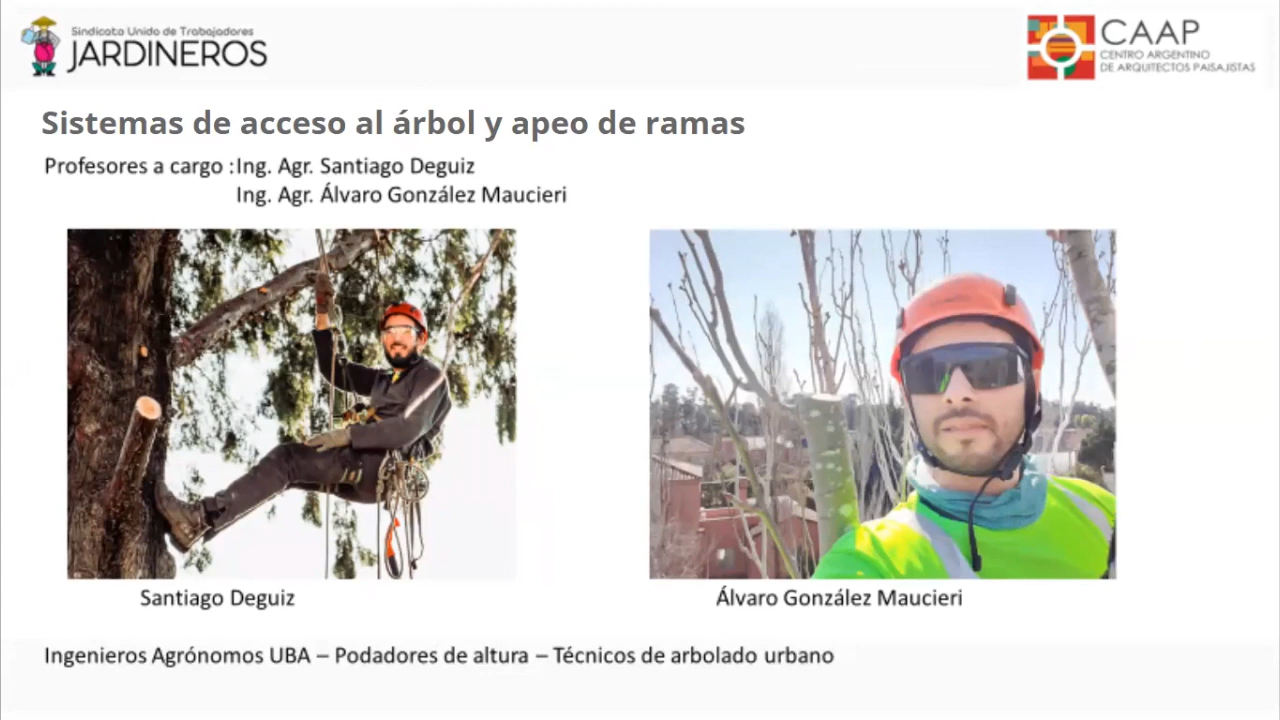 Sindicato Unido de Trabajadores
JARDINEROS
CAAP
CENTRO ARGENTINO
DE ARQUITECTOS PAISAJISTAS
Sistemas de acceso al árbol y apeo de ramas
Profesores a cargo :Ing. Agr. Santiago Deguiz
Ing. Agr. Álvaro González Maucieri
Santiago Deguiz
Álvaro González Maucieri
Ingenieros Agrónomos UBA – Podadores de altura – Técnicos de arbolado urbano